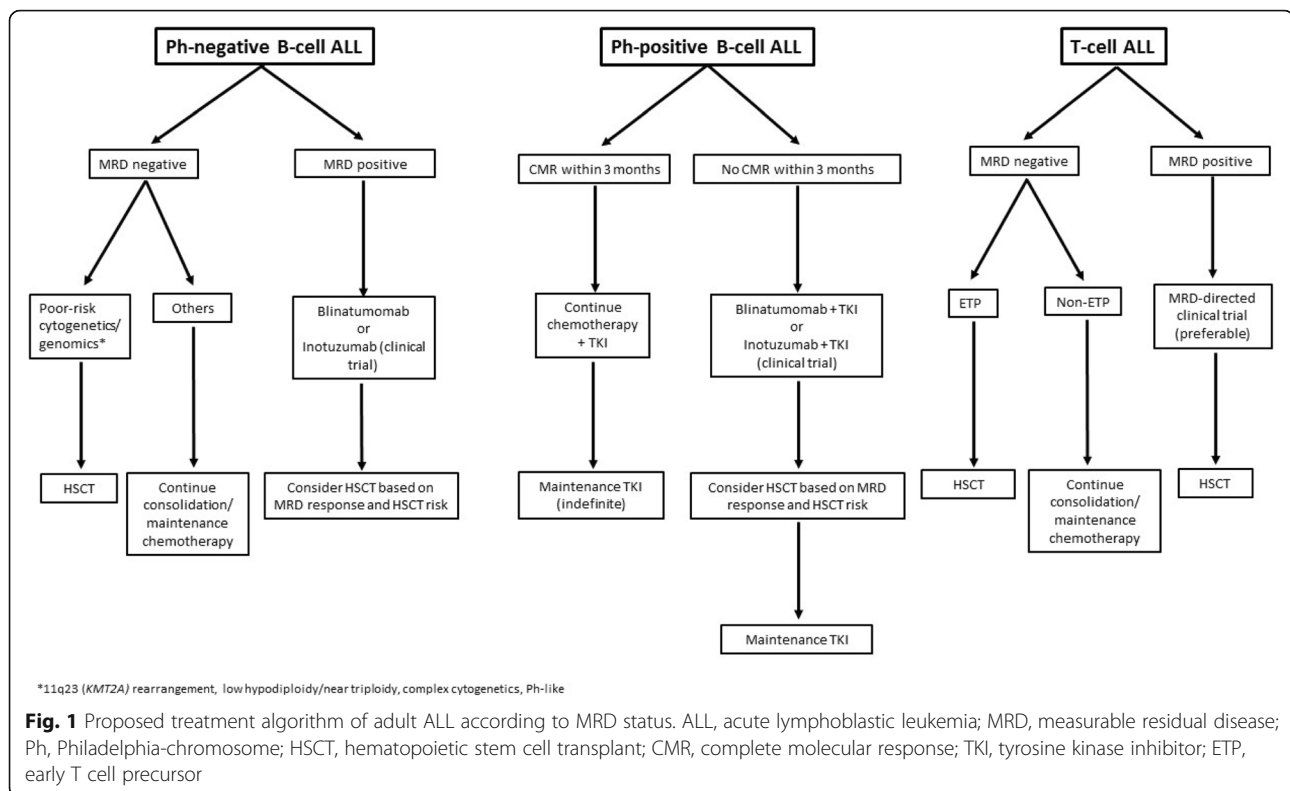 Ph-negative B-cell ALL
MRD negative
MRD positive
Poor-risk
cytogenetics/
genomics*
Others
Blinatumomab
or
Inotuzumab (clinical
trial)
HSCT
Continue
consolidation/
maintenance
chemotherapy
Consider HSCT based on
MRD response and HSCT risk
Ph-positive B-cell ALL
CMR within 3 months
No CMR within 3 months
Continue
chemotherapy
+ TKI
Blinatumomab + TKI
or
Inotuzumab + TKI
(clinical trial)
Maintenance TKI
(indefinite)
Consider HSCT based on MRD
response and HSCT risk
Maintenance TKI
T-cell ALL
MRD negative
MRD positive
ETP
Non-ETP
MRD-directed
clinical trial
(preferable)
HSCT
Continue
consolidation/
maintenance
chemotherapy
HSCT
*11q23 (KMT2A) rearrangement, low hypodiploidy/near triploidy, complex cytogenetics, Ph-like
Fig. 1 Proposed treatment algorithm of adult ALL according to MRD status. ALL, acute lymphoblastic leukemia; MRD, measurable residual disease;
Ph, Philadelphia-chromosome; HSCT, hematopoietic stem cell transplant; CMR, complete molecular response; TKI, tyrosine kinase inhibitor; ETP,
early T cell precursor